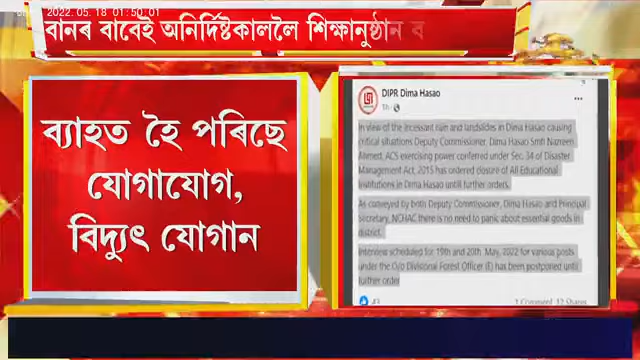 2022.05.18 01:50:01
বানৰ বাবেই অনিৰ্দিষ্টকাললৈ শিক্ষানুষ্ঠান ব
ব্যাহত হৈ পৰিছে
যোগাযোগ,
বিদ্যুৎ যোগান
DIPR Dima Hasao
1h
In view of the incessant rain and landslides in Dima Hasao causing
critical situations Deputy Commissioner, Dima Hasao Smti Nazreen
Ahmed, ACS exercising power conferred under Sec. 34 of Disaster
Management Act, 2015 has ordered closure of All Educational
Institutions in Dima Hasao untill further orders.
As conveyed by both Deputy Commissioner, Dima Hasao and Principal
Secretary, NCHAC there is no need to panic about essential goods in
district.
Interview scheduled for 19th and 20th May, 2022 for various posts
under the O/o Divisional Forest Officer (E) has been postponed until
further order
43
1 Comment 12 Shares